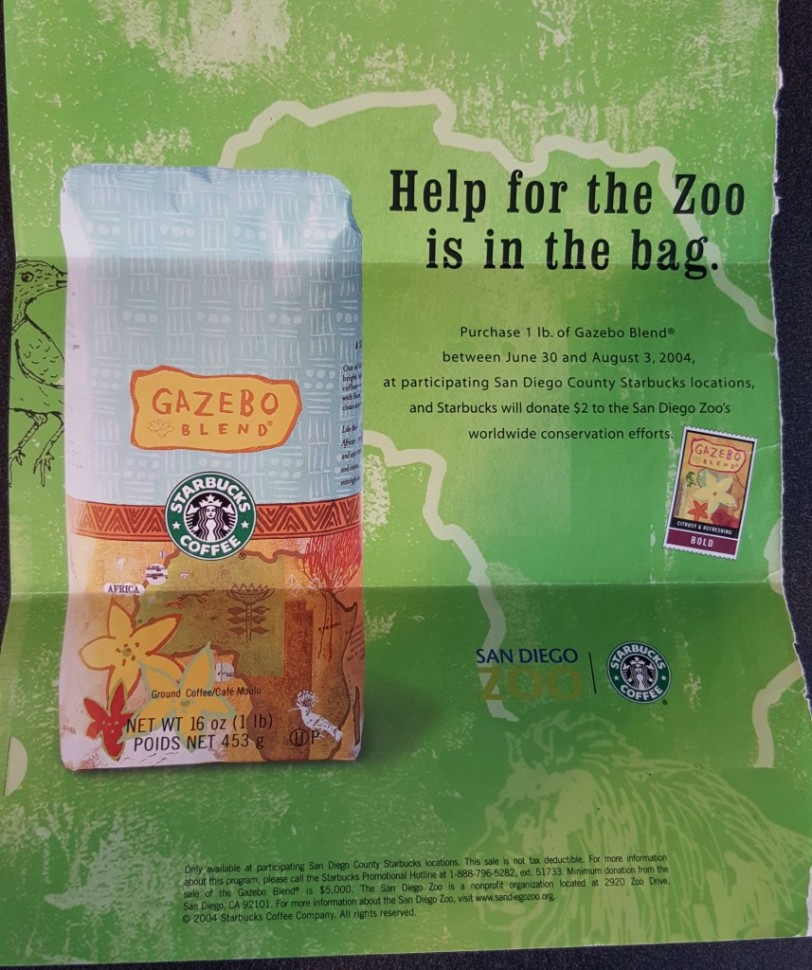 Help for the Zoo
is in the bag.
Purchase 1 lb. of Gazebo Blend®
between June 30 and August 3, 2004,
at participating San Diego County Starbucks locations,
and Starbucks will donate $2 to the San Diego Zoo's
worldwide conservation efforts.
GAZEBO
BLEND®
STARBUCKS
COFFEE
AFRICA
Ground Coffee/Café Moulu
NET WT 16 oz (1 lb)
POIDS NET 453 g
U P
GAZEBO
BLEND®
CITRUSY & REFRESHING
BOLD
SAN DIEGO
ZOO
STARBUCKS
COFFEE
Only available at participating San Diego County Starbucks locations. This sale is not tax deductible. For more information
about this program, please call the Starbucks Promotional Hotline at 1-888-796-5282, ext. 51733. Minimum donation from the
sale of the Gazebo Blend® is $5,000. The San Diego Zoo is a nonprofit organization located at 2920 Zoo Drive,
San Diego, CA 92101. For more information about the San Diego Zoo, visit www.sandiegozoo.org.
© 2004 Starbucks Coffee Company. All rights reserved.